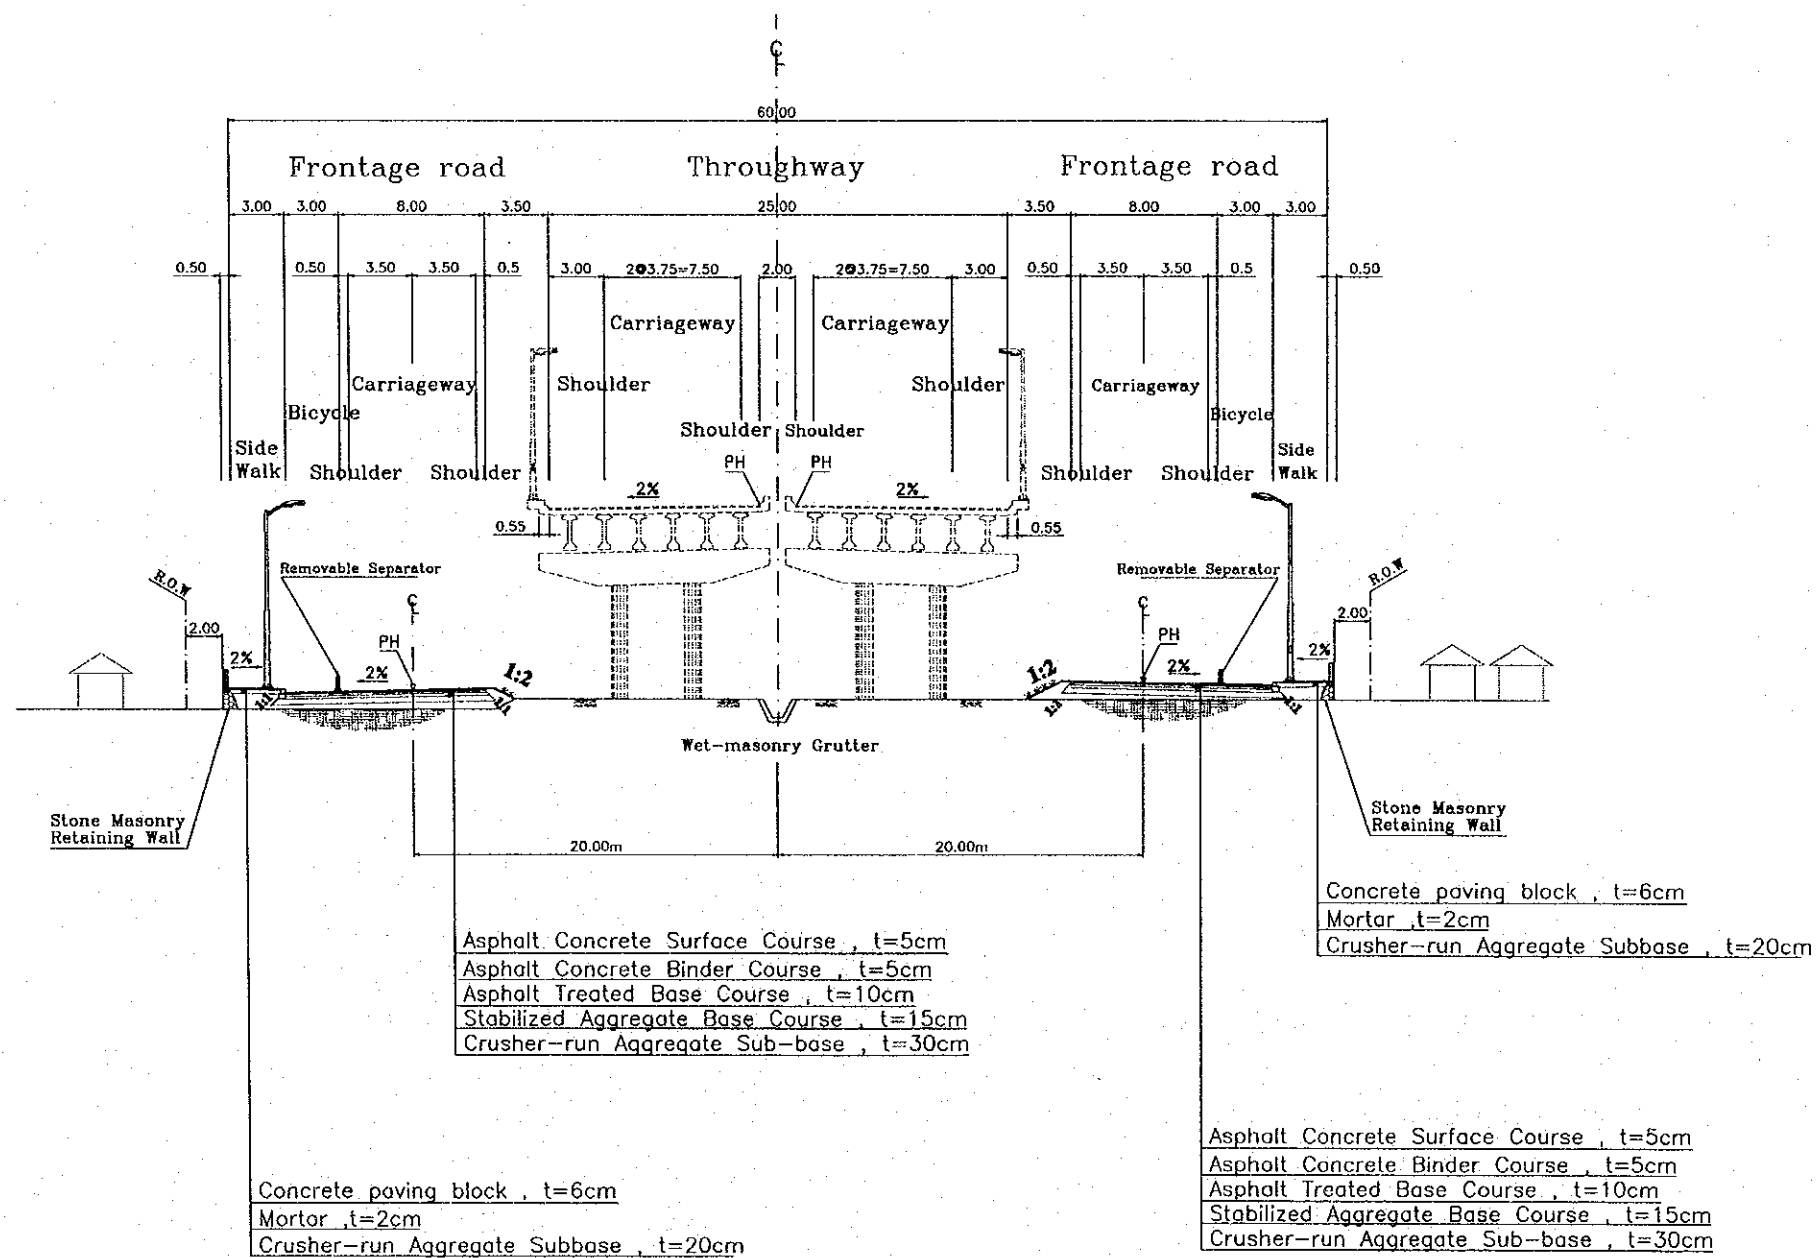 ℄
60.00
Frontage road Throughway Frontage road
3.00 3.00 8.00 3.50 25.00 3.50 8.00 3.00 3.00
0.50 0.50 3.50 3.50 0.5 3.00 2@3.75=7.50 2.00 2@3.75=7.50 3.00 0.50 3.50 3.50 0.5 0.50
Carriageway Carriageway
Carriageway Shoulder Shoulder Carriageway
Bicycle Bicycle
Shoulder Shoulder
Side
Walk
Shoulder Shoulder
PH PH
Shoulder Shoulder
Side
Walk
2% 2%
0.55 0.55
R.O.W
Removable Separator
Removable Separator
R.O.W
℄ ℄
2.00 2.00
PH PH
2% 2% 1:2 1:2 2% 2%
1:1 1:1 1:1 1:1
Wet-masonry Grutter
Stone Masonry
Retaining Wall
Stone Masonry
Retaining Wall
20.00m 20.00m
Concrete paving block , t=6cm
Mortar ,t=2cm
Crusher-run Aggregate Subbase , t=20cm
Asphalt Concrete Surface Course , t=5cm
Asphalt Concrete Binder Course , t=5cm
Asphalt Treated Base Course , t=10cm
Stabilized Aggregate Base Course , t=15cm
Crusher-run Aggregate Sub-base , t=30cm
Asphalt Concrete Surface Course , t=5cm
Asphalt Concrete Binder Course , t=5cm
Asphalt Treated Base Course , t=10cm
Stabilized Aggregate Base Course , t=15cm
Crusher-run Aggregate Sub-base , t=30cm
Concrete paving block , t=6cm
Mortar ,t=2cm
Crusher-run Aggregate Subbase , t=20cm